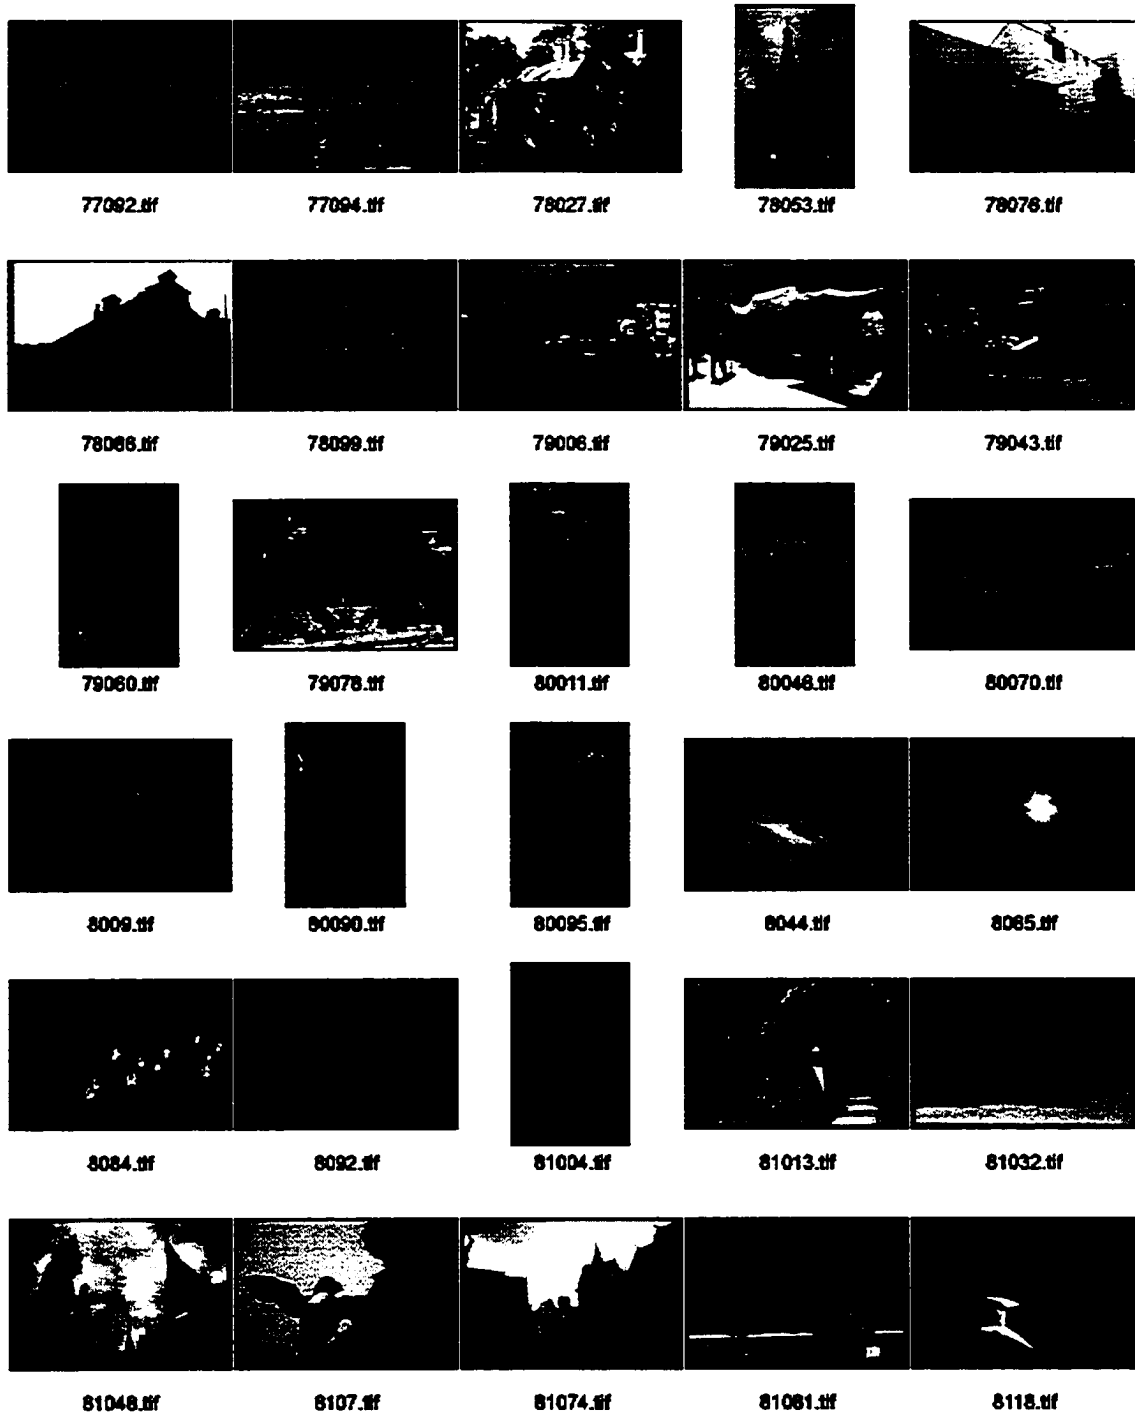 77092.tif 77094.tif 78027.tif 78053.tif 78076.tif
78086.tif 78099.tif 79006.tif 79025.tif 79043.tif
79060.tif 79078.tif 80011.tif 80046.tif 80070.tif
8009.tif 80090.tif 80095.tif 8044.tif 8065.tif
8084.tif 8092.tif 81004.tif 81013.tif 81032.tif
81048.tif 8107.tif 81074.tif 81081.tif 8118.tif